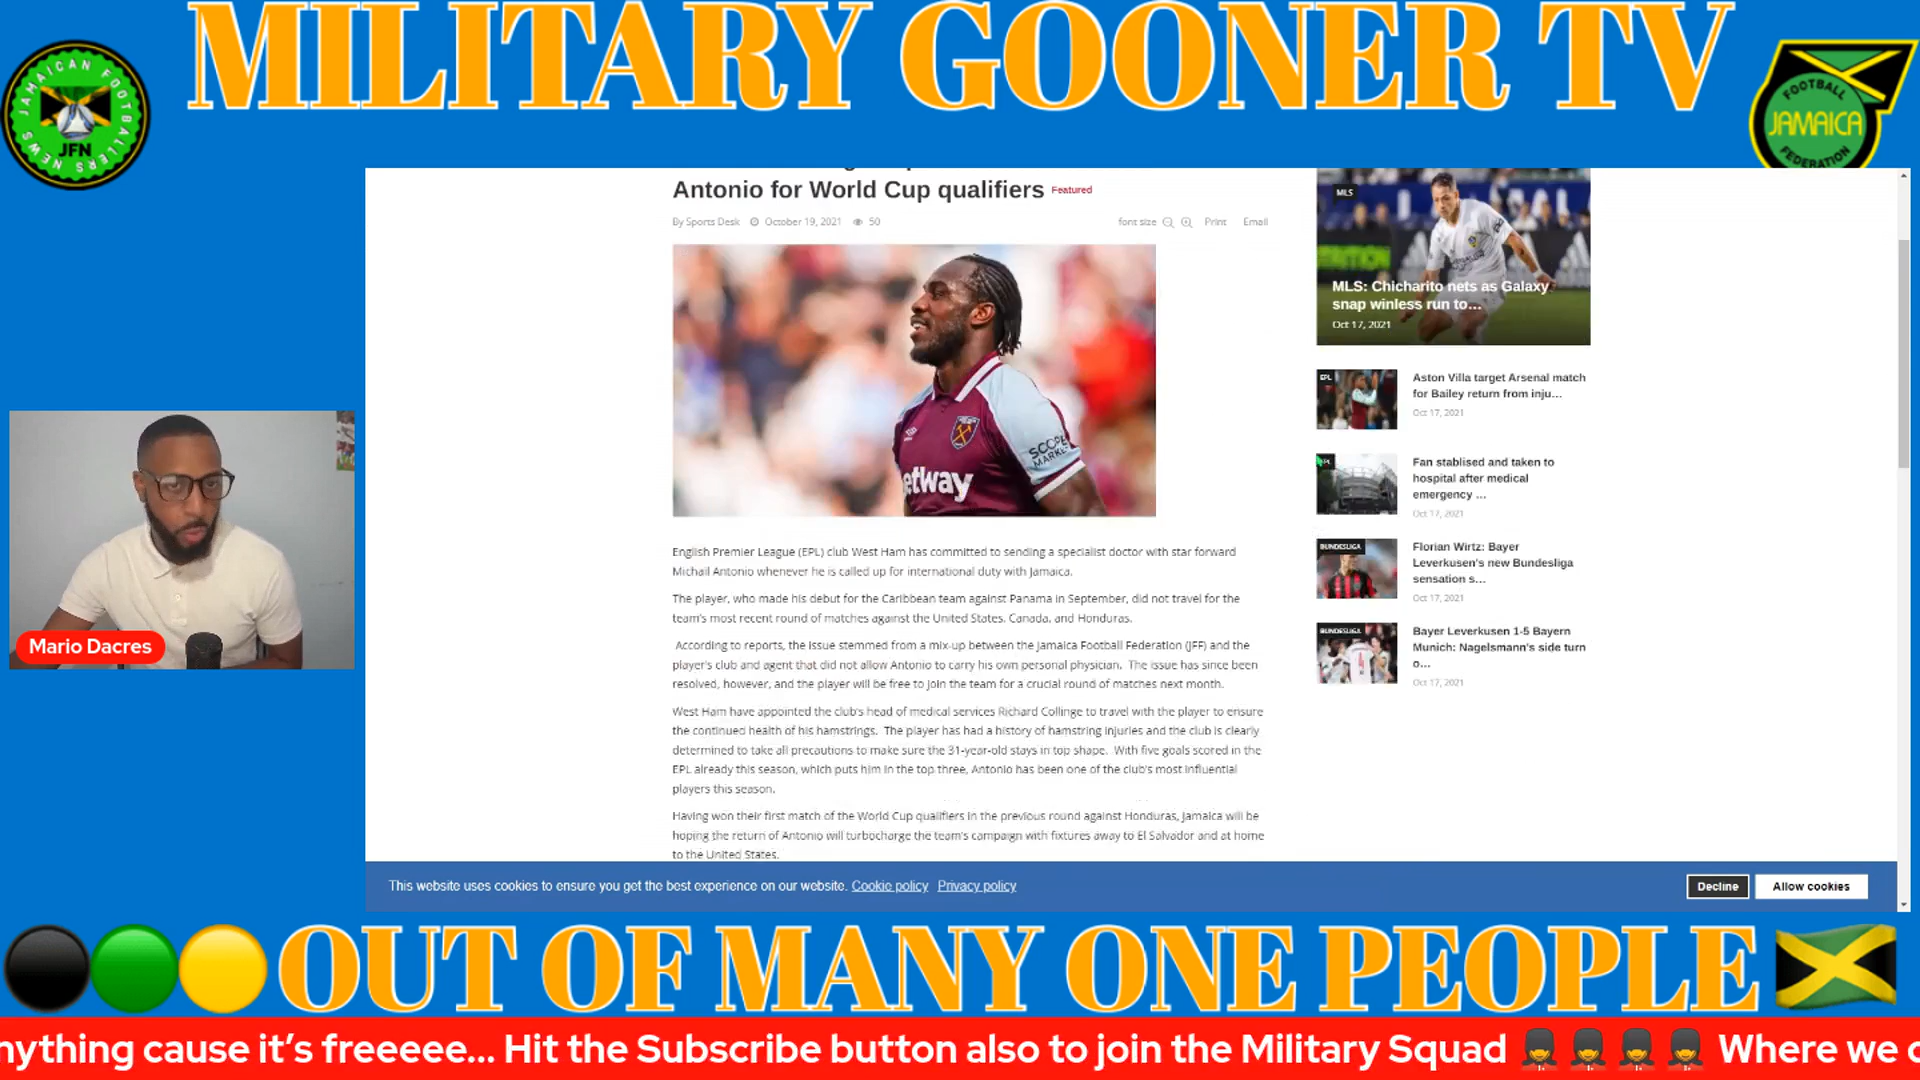 MILITARY GOONER TV
JAMAICAN FOOTBALLERS NEWS
JFN
FOOTBALL
JAMAICA
FEDERATION
Antonio for World Cup qualifiers Featured
By Sports Desk October 19, 2021 50
font size Print Email
SCOPE
MARKE
etway
English Premier League (EPL) club West Ham has committed to sending a specialist doctor with star forward
Michail Antonio whenever he is called up for international duty with Jamaica.
The player, who made his debut for the Caribbean team against Panama in September, did not travel for the
team's most recent round of matches against the United States, Canada, and Honduras.
According to reports, the issue stemmed from a mix-up between the Jamaica Football Federation (JFF) and the
player's club and agent that did not allow Antonio to carry his own personal physician. The issue has since been
resolved, however, and the player will be free to join the team for a crucial round of matches next month.
West Ham have appointed the club's head of medical services Richard Collinge to travel with the player to ensure
the continued health of his hamstrings. The player has had a history of hamstring injuries and the club is clearly
determined to take all precautions to make sure the 31-year-old stays in top shape. With five goals scored in the
EPL already this season, which puts him in the top three, Antonio has been one of the club's most influential
players this season.
Having won their first match of the World Cup qualifiers in the previous round against Honduras, Jamaica will be
hoping the return of Antonio will turbocharge the team's campaign with fixtures away to El Salvador and at home
to the United States.
MLS
MLS: Chicharito nets as Galaxy
snap winless run to...
Oct 17, 2021
EPL
Aston Villa target Arsenal match
for Bailey return from inju...
Oct 17, 2021
Fan stablised and taken to
hospital after medical
emergency ...
Oct 17, 2021
BUNDESLIGA
Florian Wirtz: Bayer
Leverkusen's new Bundesliga
sensation s...
Oct 17, 2021
BUNDESLIGA
Bayer Leverkusen 1-5 Bayern
Munich: Nagelsmann's side turn
o...
Oct 17, 2021
Mario Dacres
This website uses cookies to ensure you get the best experience on our website. Cookie policy Privacy policy
Decline
Allow cookies
OUT OF MANY ONE PEOPLE
nything cause it's freeeee... Hit the Subscribe button also to join the Military Squad Where we c